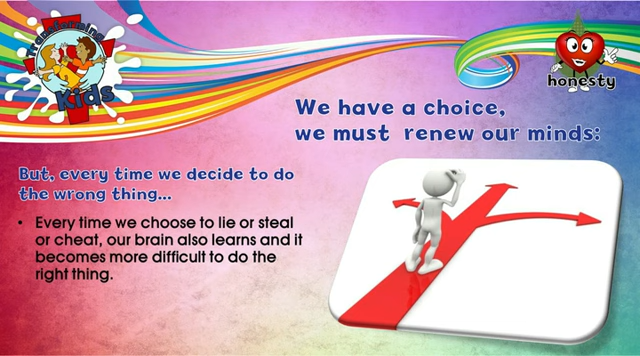 Transforming
Kids
honesty
We have a choice,
we must renew our minds:
But, every time we decide to do
the wrong thing...
• Every time we choose to lie or steal
or cheat, our brain also learns and it
becomes more difficult to do the
right thing.